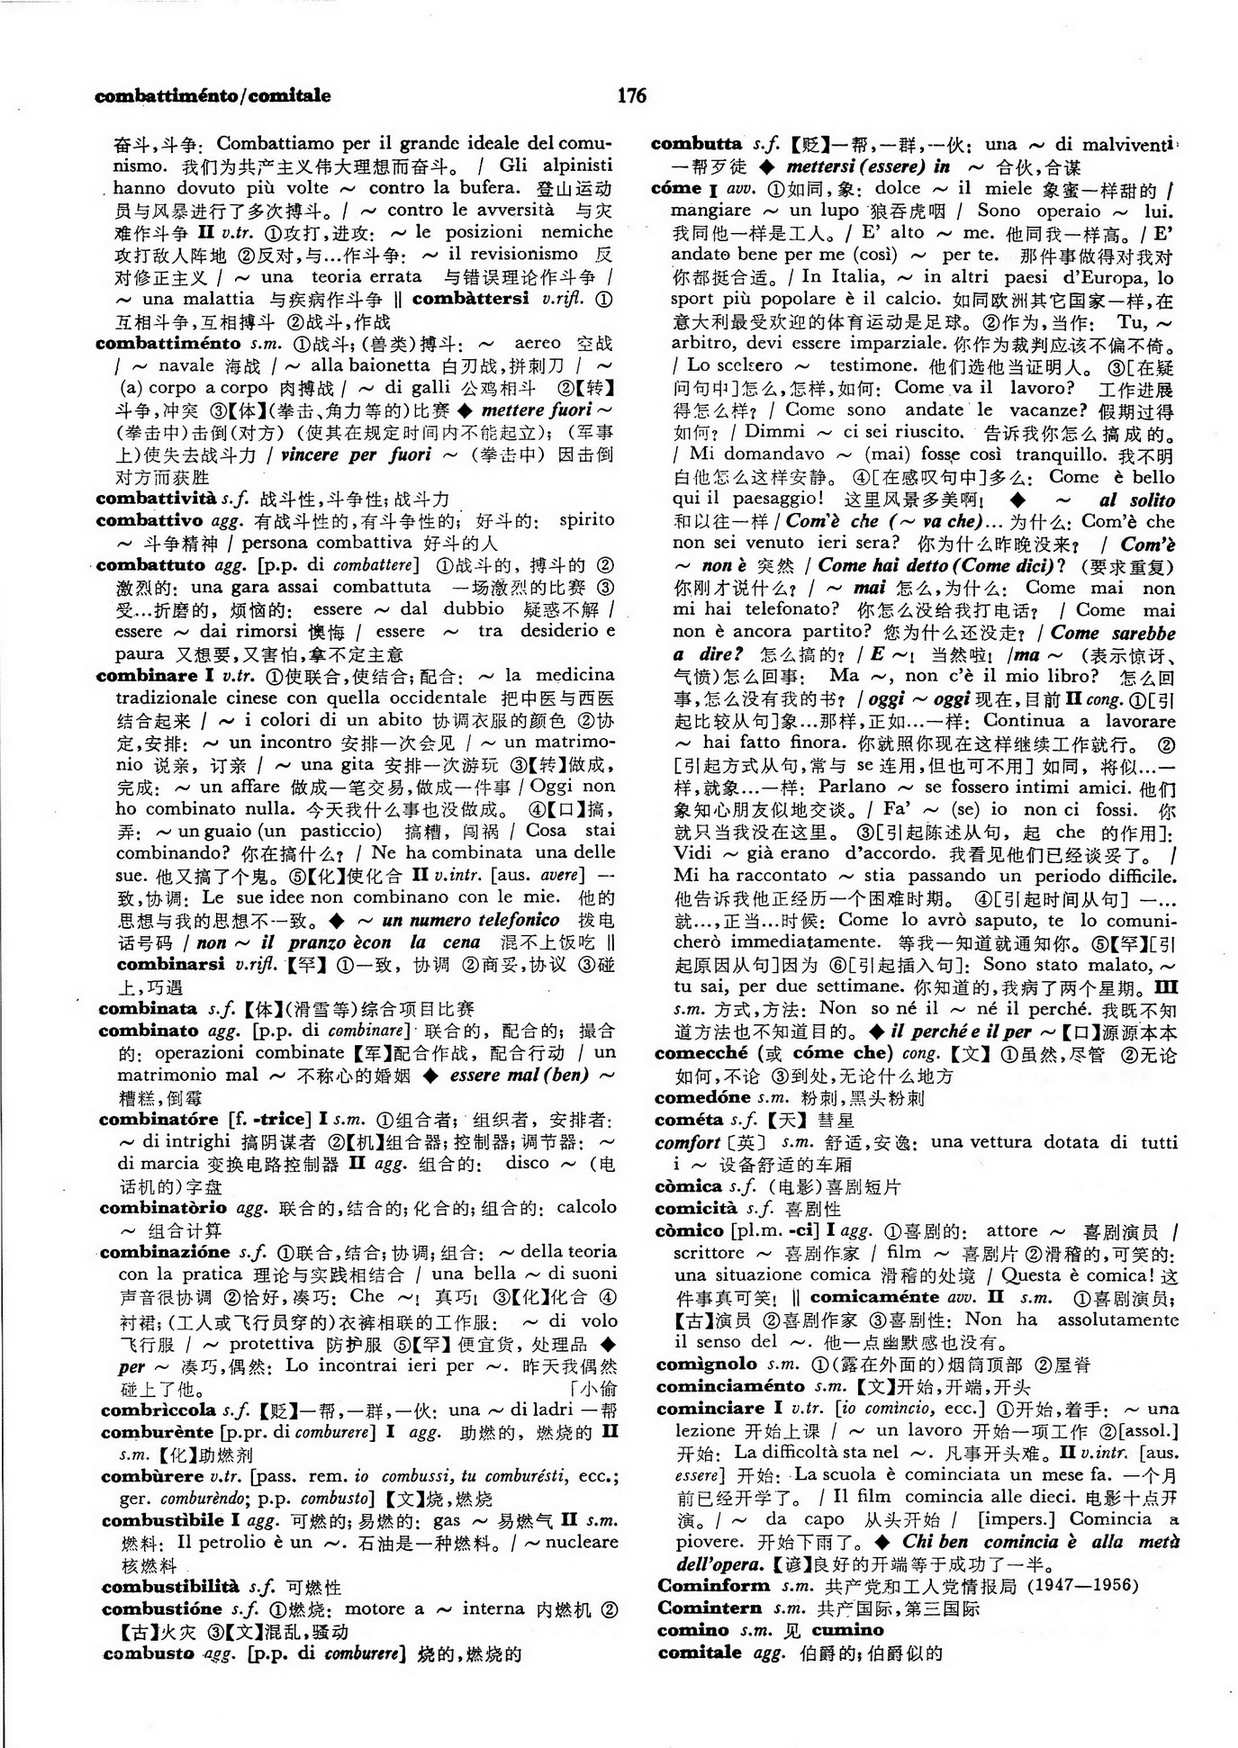 combattiménto/comitale
176
奋斗,斗争: Combattiamo per il grande ideale del comu-
nismo. 我们为共产主义伟大理想而奋斗。 / Gli alpinisti
hanno dovuto più volte ~ contro la bufera. 登山运动
员与风暴进行了多次搏斗。/ ~ contro le avversità 与灾
难作斗争 II v.tr. ①攻打,进攻: ~ le posizioni nemiche
攻打敌人阵地 ②反对,与…作斗争: ~ il revisionismo 反
对修正主义 / ~ una teoria errata 与错误理论作斗争 /
~ una malattia 与疾病作斗争 ‖ combàttersi v.rifl. ①
互相斗争,互相搏斗 ②战斗,作战
combattiménto s.m. ①战斗; (兽类)搏斗: ~ aereo 空战
/ ~ navale 海战 / ~ alla baionetta 白刃战,拼刺刀 / ~
(a) corpo a corpo 肉搏战 / ~ di galli 公鸡相斗 ②【转】
斗争,冲突 ③【体】(拳击、角力等的)比赛 ◆ mettere fuori ~
(拳击中)击倒(对方) (使其在规定时间内不能起立); (军事
上)使失去战斗力 / vincere per fuori ~ (拳击中) 因击倒
对方而获胜
combattività s.f. 战斗性,斗争性; 战斗力
combattivo agg. 有战斗性的,有斗争性的; 好斗的: spirito
~ 斗争精神 / persona combattiva 好斗的人
combattuto agg. [p.p. di combattere] ①战斗的, 搏斗的 ②
激烈的: una gara assai combattuta 一场激烈的比赛 ③
受…折磨的, 烦恼的: essere ~ dal dubbio 疑惑不解 /
essere ~ dai rimorsi 懊悔 / essere ~ tra desiderio e
paura 又想要,又害怕,拿不定主意
combinare I v.tr. ①使联合,使结合; 配合: ~ la medicina
tradizionale cinese con quella occidentale 把中医与西医
结合起来 / ~ i colori di un abito 协调衣服的颜色 ②协
定,安排: ~ un incontro 安排一次会见 / ~ un matrimo-
nio 说亲, 订亲 / ~ una gita 安排一次游玩 ③【转】做成,
完成: ~ un affare 做成一笔交易,做成一件事 / Oggi non
ho combinato nulla. 今天我什么事也没做成。 ④【口】搞,
弄: ~ un guaio (un pasticcio) 搞糟, 闯祸 / Cosa stai
combinando? 你在搞什么? / Ne ha combinata una delle
sue. 他又搞了个鬼。⑤【化】使化合 II v.intr. [aus. avere] 一
致,协调: Le sue idee non combinano con le mie. 他的
思想与我的思想不一致。◆ ~ un numero telefonico 拨电
话号码 / non ~ il pranzo ècon la cena 混不上饭吃 ‖
combinarsi v.rifl. 【罕】 ①一致, 协调 ②商妥,协议 ③碰
上,巧遇
combinata s.f. 【体】(滑雪等)综合项目比赛
combinato agg. [p.p. di combinare] 联合的, 配合的; 撮合
的: operazioni combinate【军】配合作战, 配合行动 / un
matrimonio mal ~ 不称心的婚姻 ◆ essere mal (ben) ~
糟糕,倒霉
combinatóre [f. -trice] I s.m. ①组合者; 组织者, 安排者:
~ di intrighi 搞阴谋者 ②【机】组合器; 控制器; 调节器: ~
di marcia 变换电路控制器 II agg. 组合的: disco ~ (电
话机的)字盘
combinatòrio agg. 联合的,结合的; 化合的; 组合的: calcolo
~ 组合计算
combinazióne s.f. ①联合,结合; 协调; 组合: ~ della teoria
con la pratica 理论与实践相结合 / una bella ~ di suoni
声音很协调 ②恰好,凑巧: Che ~! 真巧! ③【化】化合 ④
衬裙; (工人或飞行员穿的)衣裤相联的工作服: ~ di volo
飞行服 / ~ protettiva 防护服 ⑤【罕】便宜货, 处理品 ◆
per ~ 凑巧,偶然: Lo incontrai ieri per ~. 昨天我偶然
碰上了他。 「小偷
combrìccola s.f. 【贬】一帮,一群,一伙: una ~ di ladri 一帮
comburènte [p.pr. di comburere] I agg. 助燃的, 燃烧的 II
s.m. 【化】助燃剂
combùrere v.tr. [pass. rem. io combussi, tu comburésti, ecc.;
ger. comburèndo; p.p. combusto]【文】烧,燃烧
combustìbile I agg. 可燃的; 易燃的: gas ~ 易燃气 II s.m.
燃料: Il petrolio è un ~. 石油是一种燃料。/ ~ nucleare
核燃料
combustibilità s.f. 可燃性
combustióne s.f. ①燃烧: motore a ~ interna 内燃机 ②
【古】火灾 ③【文】混乱,骚动
combusto agg. [p.p. di comburere] 烧的,燃烧的
combutta s.f. 【贬】一帮,一群,一伙: una ~ di malviventi
一帮歹徒 ◆ mettersi (essere) in ~ 合伙,合谋
cóme I avv. ①如同,象: dolce ~ il miele 象蜜一样甜的 /
mangiare ~ un lupo 狼吞虎咽 / Sono operaio ~ lui.
我同他一样是工人。/ E' alto ~ me. 他同我一样高。/ E'
andato bene per me (così) ~ per te. 那件事做得对我对
你都挺合适。/ In Italia, ~ in altri paesi d'Europa, lo
sport più popolare è il calcio. 如同欧洲其它国家一样,在
意大利最受欢迎的体育运动是足球。②作为,当作: Tu, ~
arbitro, devi essere imparziale. 你作为裁判应该不偏不倚。
/ Lo scelsero ~ testimone. 他们选他当证明人。 ③[在疑
问句中]怎么,怎样,如何: Come va il lavoro? 工作进展
得怎么样? / Come sono andate le vacanze? 假期过得
如何? / Dimmi ~ ci sei riuscito. 告诉我你怎么搞成的。
/ Mi domandavo ~ (mai) fosse così tranquillo. 我不明
白他怎么这样安静。 ④[在感叹句中]多么: Come è bello
qui il paesaggio! 这里风景多美啊! ◆ ~ al solito
和以往一样 / Com'è che (~ va che)… 为什么: Com'è che
non sei venuto ieri sera? 你为什么昨晚没来? / Com'è
~ non è 突然 / Come hai detto (Come dici)? (要求重复)
你刚才说什么? / ~ mai 怎么,为什么: Come mai non
mi hai telefonato? 你怎么没给我打电话? / Come mai
non è ancora partito? 您为什么还没走? / Come sarebbe
a dire? 怎么搞的? / E ~! 当然啦! /ma ~ (表示惊讶、
气愤)怎么回事: Ma ~, non c'è il mio libro? 怎么回
事,怎么没有我的书? / oggi ~ oggi 现在,目前 II cong. ①[引
起比较从句]象…那样,正如…一样: Continua a lavorare
~ hai fatto finora. 你就照你现在这样继续工作就行。 ②
[引起方式从句,常与 se 连用,但也可不用] 如同, 将似…一
样,就象…一样: Parlano ~ se fossero intimi amici. 他们
象知心朋友似地交谈。/ Fa' ~ (se) io non ci fossi. 你
就只当我没在这里。 ③[引起陈述从句, 起 che 的作用]:
Vidi ~ già erano d'accordo. 我看见他们已经谈妥了。 /
Mi ha raccontato ~ stia passando un periodo difficile.
他告诉我他正经历一个困难时期。 ④[引起时间从句] 一…
就…,正当…时候: Come lo avrò saputo, te lo comuni-
cherò immediatamente. 等我一知道就通知你。⑤【罕】[引
起原因从句]因为 ⑥[引起插入句]: Sono stato malato, ~
tu sai, per due settimane. 你知道的,我病了两个星期。III
s.m. 方式,方法: Non so né il ~ né il perché. 我既不知
道方法也不知道目的。◆ il perché e il per ~【口】源源本本
comecché (或 cóme che) cong. 【文】 ①虽然,尽管 ②无论
如何,不论 ③到处,无论什么地方
comedóne s.m. 粉刺,黑头粉刺
cométa s.f. 【天】 彗星
comfort [英] s.m. 舒适,安逸: una vettura dotata di tutti
i ~ 设备舒适的车厢
còmica s.f. (电影)喜剧短片
comicità s.f. 喜剧性
còmico [pl.m. -ci] I agg. ①喜剧的: attore ~ 喜剧演员 /
scrittore ~ 喜剧作家 / film ~ 喜剧片 ②滑稽的,可笑的:
una situazione comica 滑稽的处境 / Questa è comica! 这
件事真可笑! ‖ comicaménte avv. II s.m. ①喜剧演员;
【古】演员 ②喜剧作家 ③喜剧性: Non ha assolutamente
il senso del ~. 他一点幽默感也没有。
comìgnolo s.m. ①(露在外面的)烟筒顶部 ②屋脊
cominciaménto s.m. 【文】开始,开端,开头
cominciare I v.tr. [io comincio, ecc.] ①开始,着手: ~ una
lezione 开始上课 / ~ un lavoro 开始一项工作 ②[assol.]
开始: La difficoltà sta nel ~. 凡事开头难。II v.intr. [aus.
essere] 开始: La scuola è cominciata un mese fa. 一个月
前已经开学了。 / Il film comincia alle dieci. 电影十点开
演。/ ~ da capo 从头开始 / [impers.] Comincia a
piovere. 开始下雨了。◆ Chi ben comincia è alla metà
dell'opera.【谚】良好的开端等于成功了一半。
Cominform s.m. 共产党和工人党情报局 (1947—1956)
Comintern s.m. 共产国际,第三国际
comino s.m. 见 cumino
comitale agg. 伯爵的; 伯爵似的